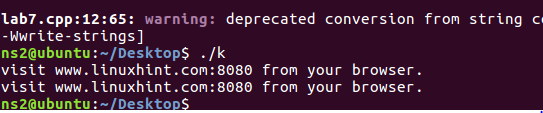 lab7.cpp:12:65: warning: deprecated conversion from string co
-Wwrite-strings]
ns2@ubuntu:~/Desktop$ ./k
visit www.linuxhint.com:8080 from your browser.
visit www.linuxhint.com:8080 from your browser.
ns2@ubuntu:~/Desktop$